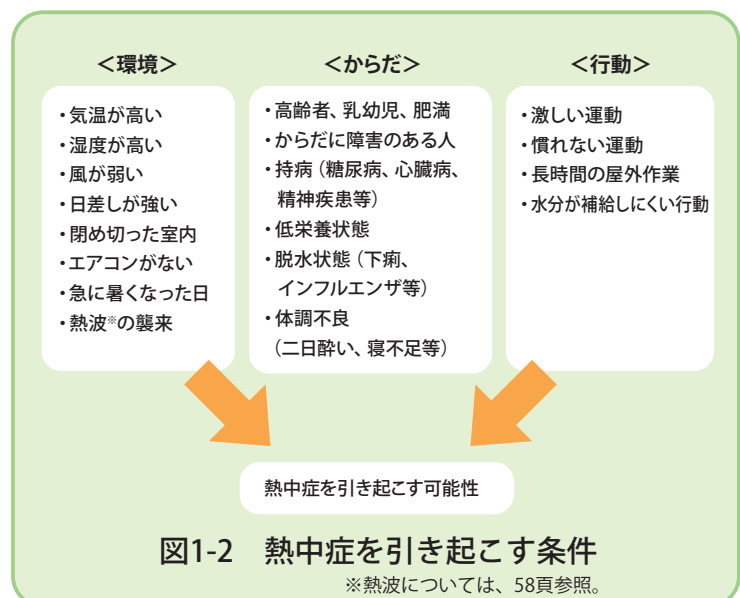 ＜環境＞
・気温が高い
・湿度が高い
・風が弱い
・日差しが強い
・閉め切った室内
・エアコンがない
・急に暑くなった日
・熱波※の襲来
＜からだ＞
・高齢者、乳幼児、肥満
・からだに障害のある人
・持病（糖尿病、心臓病、
精神疾患等）
・低栄養状態
・脱水状態（下痢、
インフルエンザ等）
・体調不良
（二日酔い、寝不足等）
＜行動＞
・激しい運動
・慣れない運動
・長時間の屋外作業
・水分が補給しにくい行動
熱中症を引き起こす可能性
図1-2　熱中症を引き起こす条件
※熱波については、58頁参照。